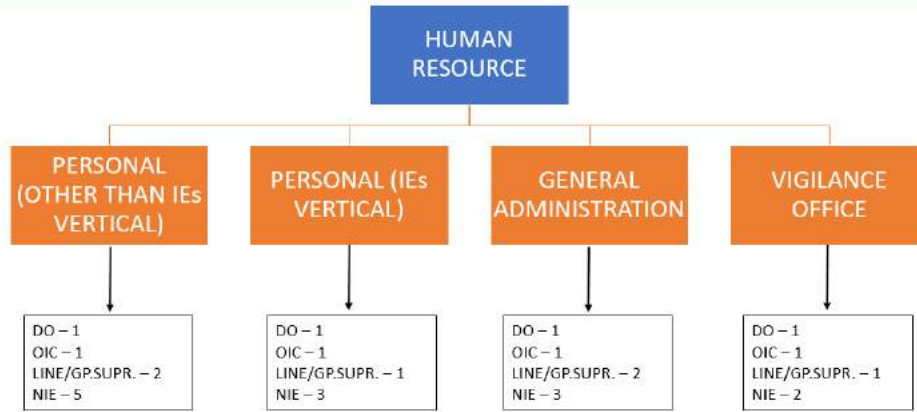 HUMAN
RESOURCE
PERSONAL
(OTHER THAN IEs
VERTICAL)
PERSONAL (IEs
VERTICAL)
GENERAL
ADMINISTRATION
VIGILANCE
OFFICE
DO – 1
OIC – 1
LINE/GP.SUPR. – 2
NIE – 5
DO – 1
OIC – 1
LINE/GP.SUPR. – 1
NIE – 3
DO – 1
OIC – 1
LINE/GP.SUPR. – 2
NIE – 3
DO – 1
OIC – 1
LINE/GP.SUPR. – 1
NIE – 2